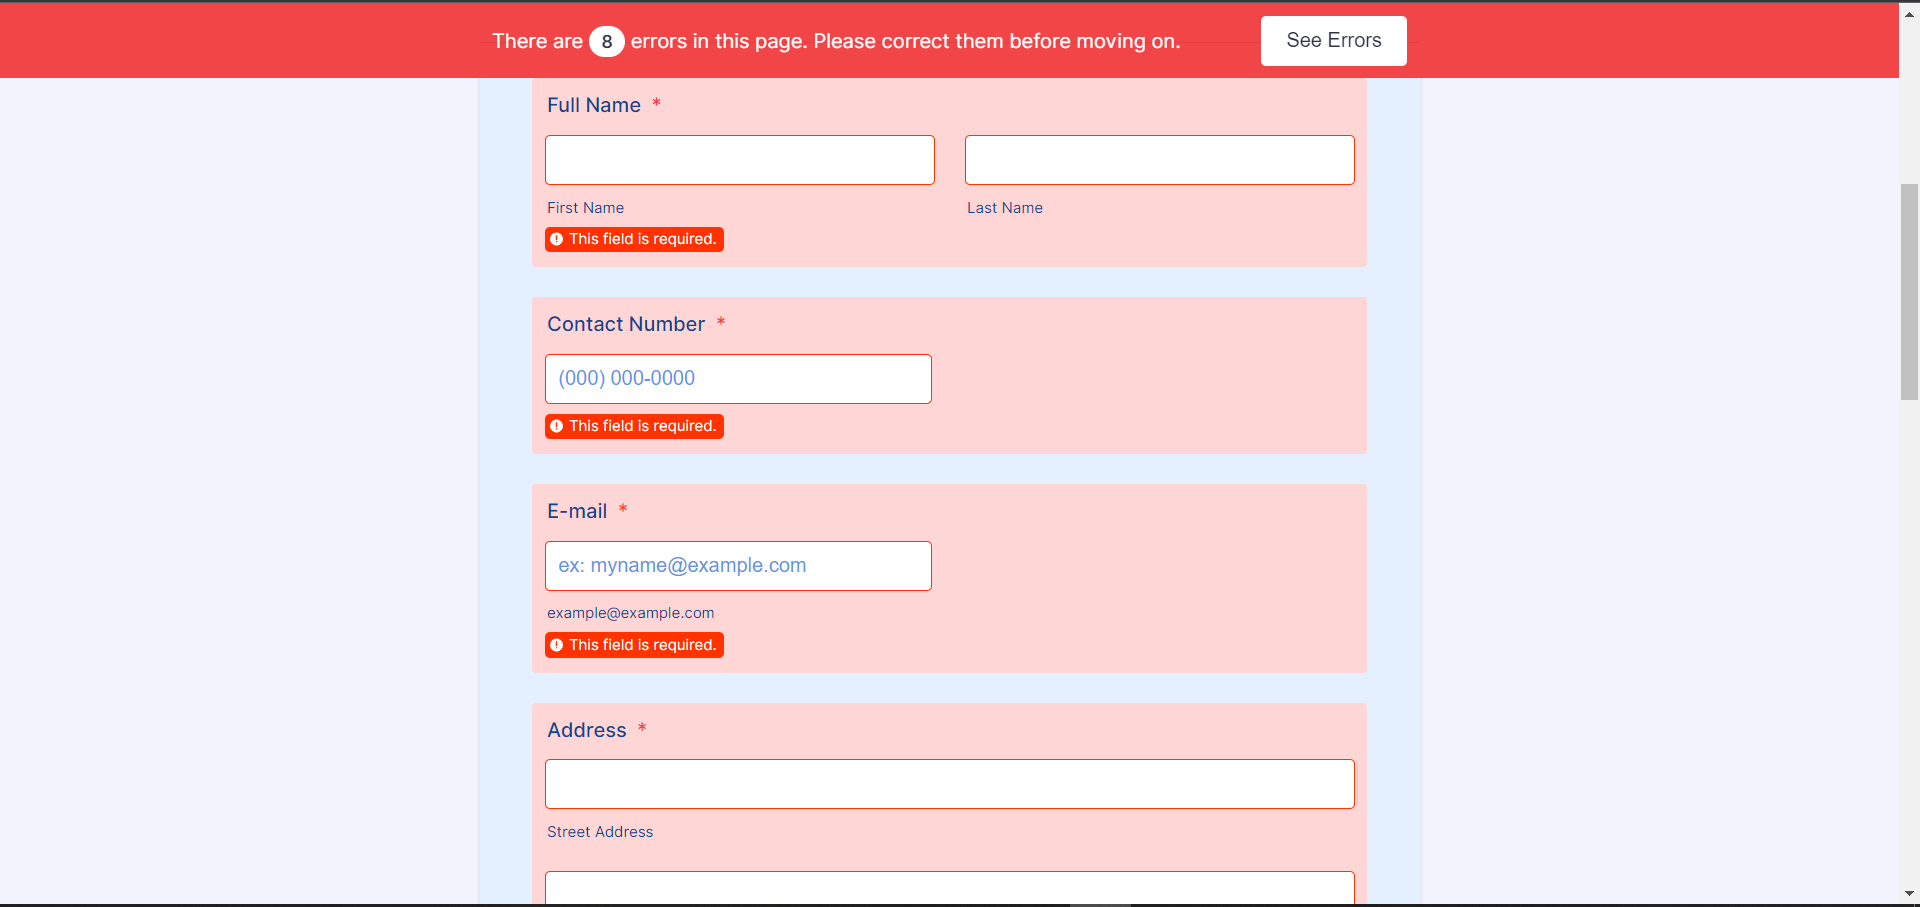 There are 8 errors in this page. Please correct them before moving on. See Errors
Full Name *
First Name Last Name
This field is required.
Contact Number *
(000) 000-0000
This field is required.
E-mail *
ex: myname@example.com
example@example.com
This field is required.
Address *
Street Address